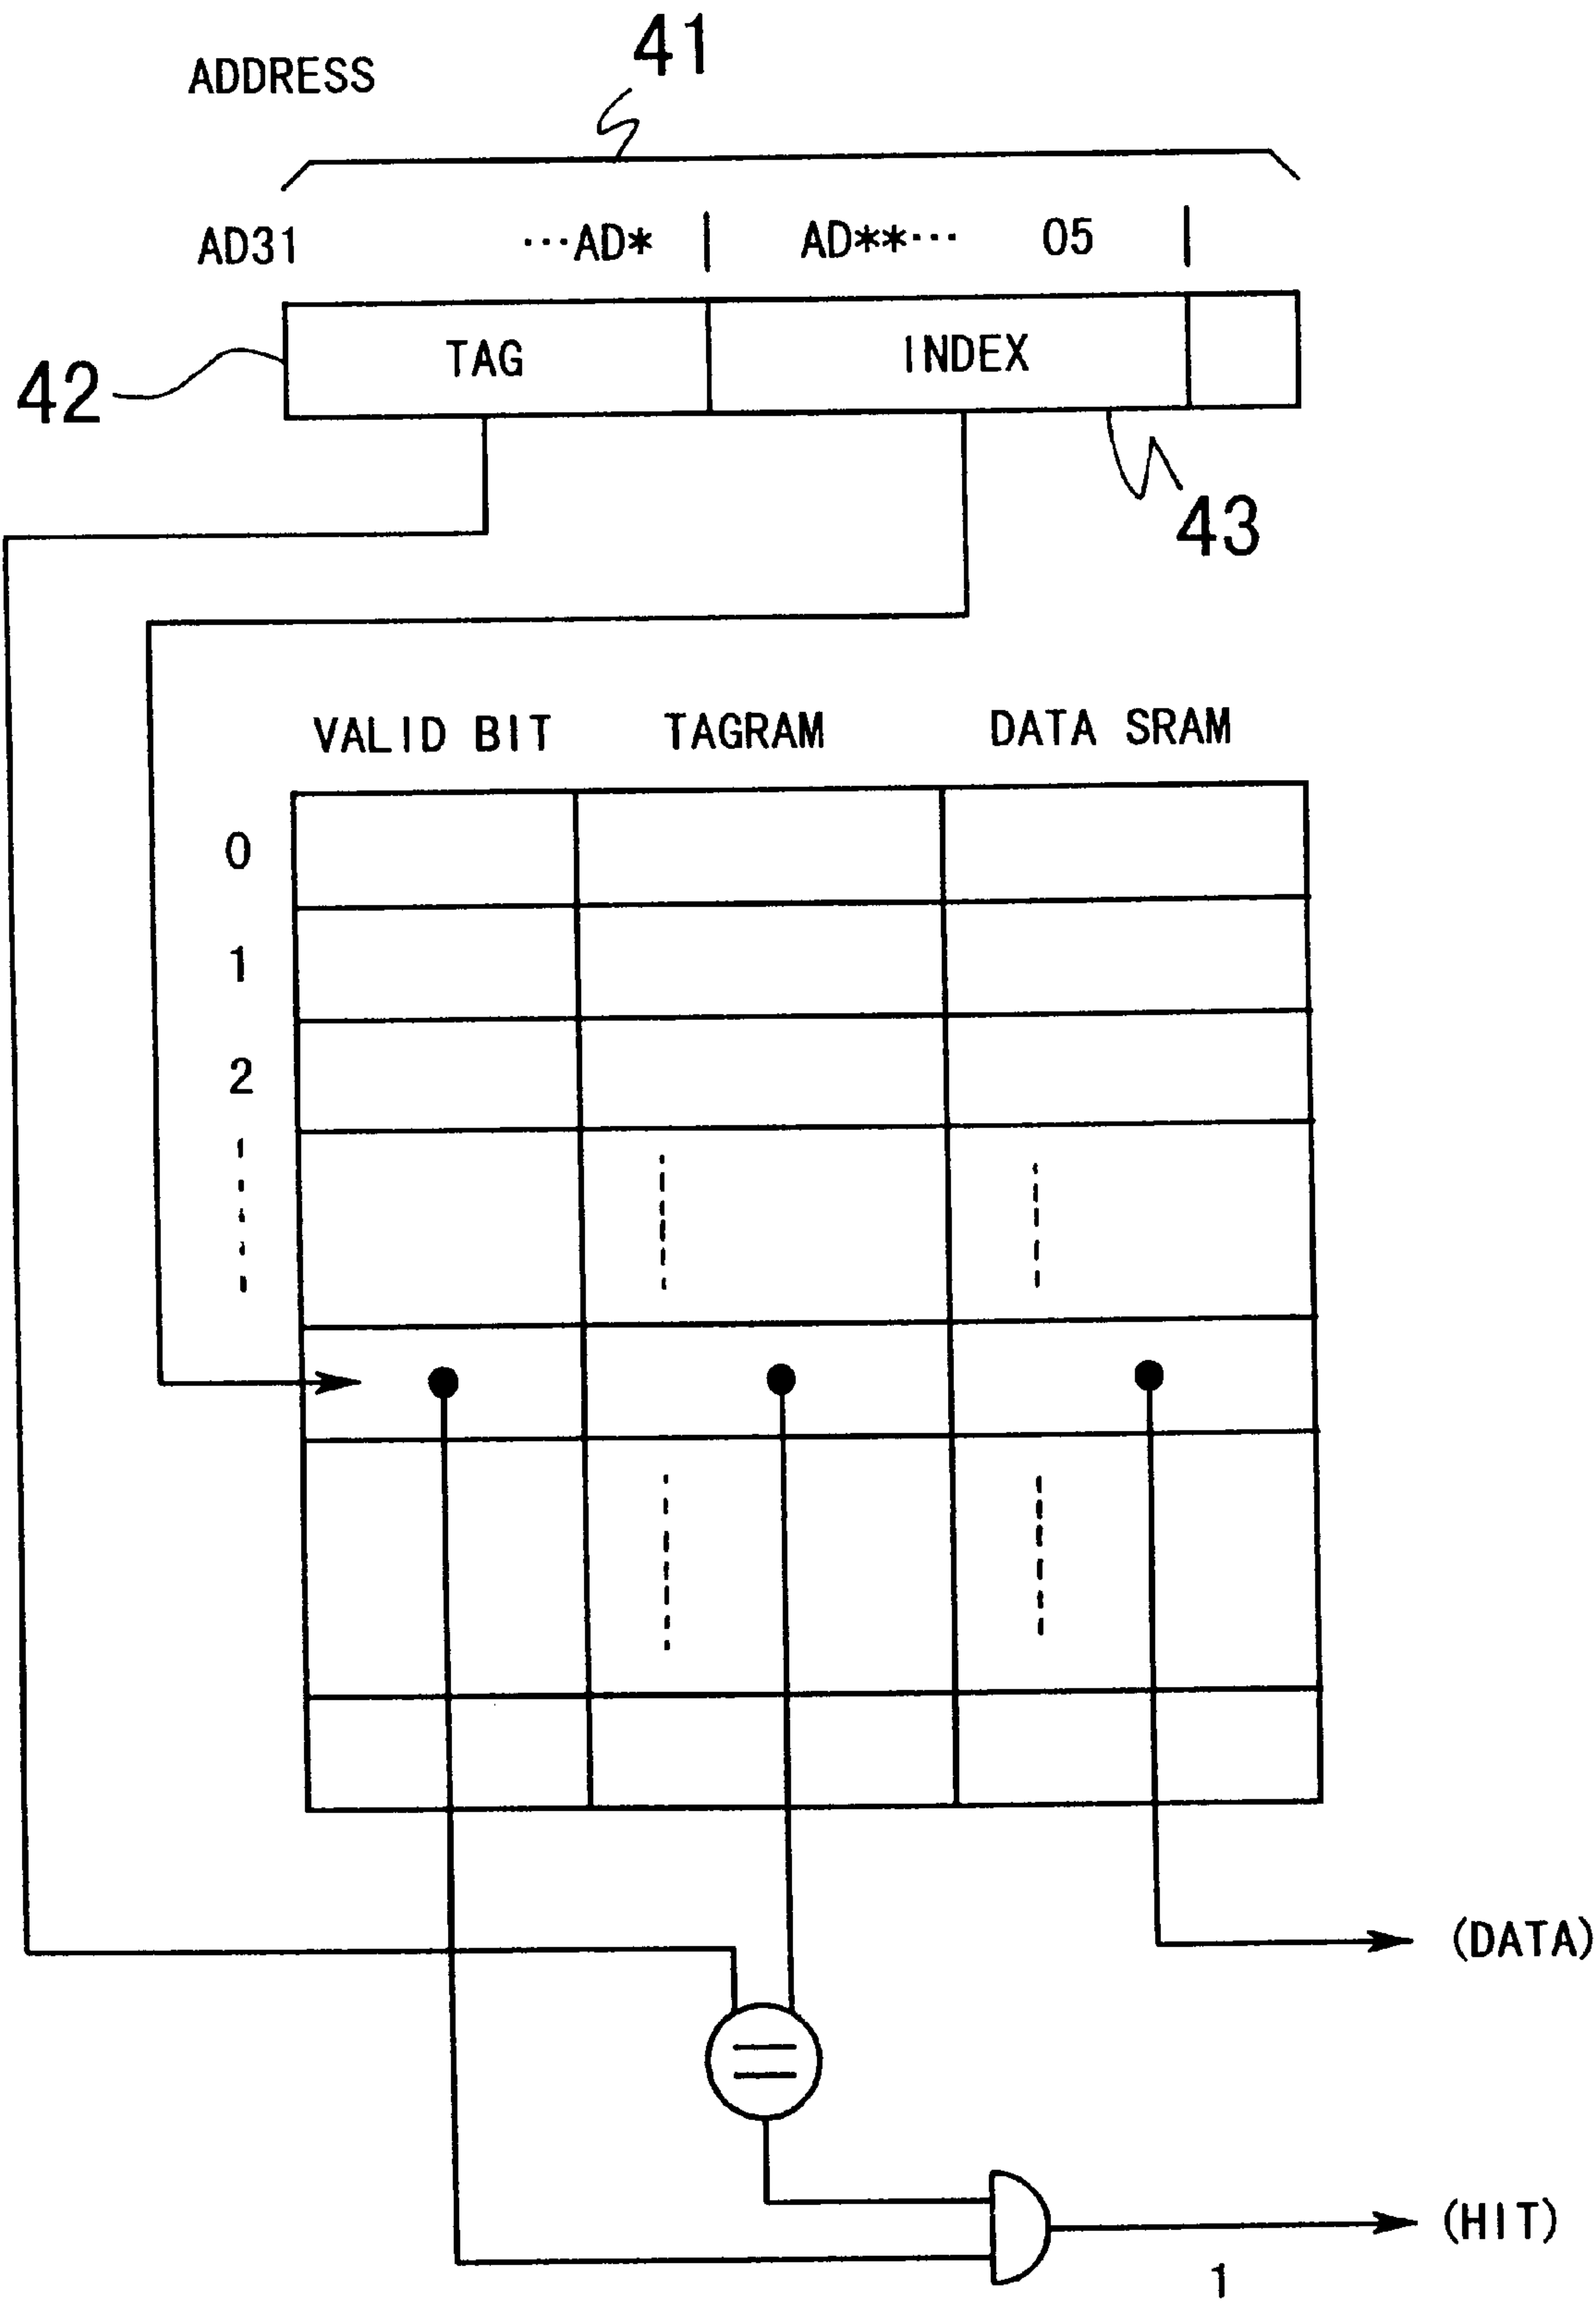 41
ADDRESS
AD31 ···AD* | AD**··· 05 |
TAG INDEX
42
43
VALID BIT TAGRAM DATA SRAM
0
1
2
(DATA)
=
(HIT)
1